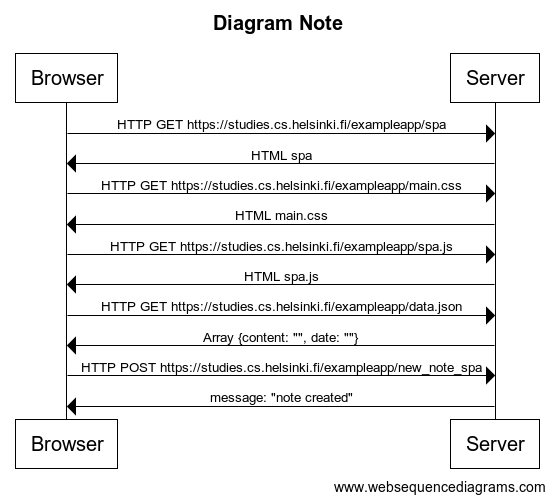 Diagram Note
Browser
Server
HTTP GET https://studies.cs.helsinki.fi/exampleapp/spa
HTML spa
HTTP GET https://studies.cs.helsinki.fi/exampleapp/main.css
HTML main.css
HTTP GET https://studies.cs.helsinki.fi/exampleapp/spa.js
HTML spa.js
HTTP GET https://studies.cs.helsinki.fi/exampleapp/data.json
Array {content: "", date: ""}
HTTP POST https://studies.cs.helsinki.fi/exampleapp/new_note_spa
message: "note created"
Browser
Server
www.websequencediagrams.com